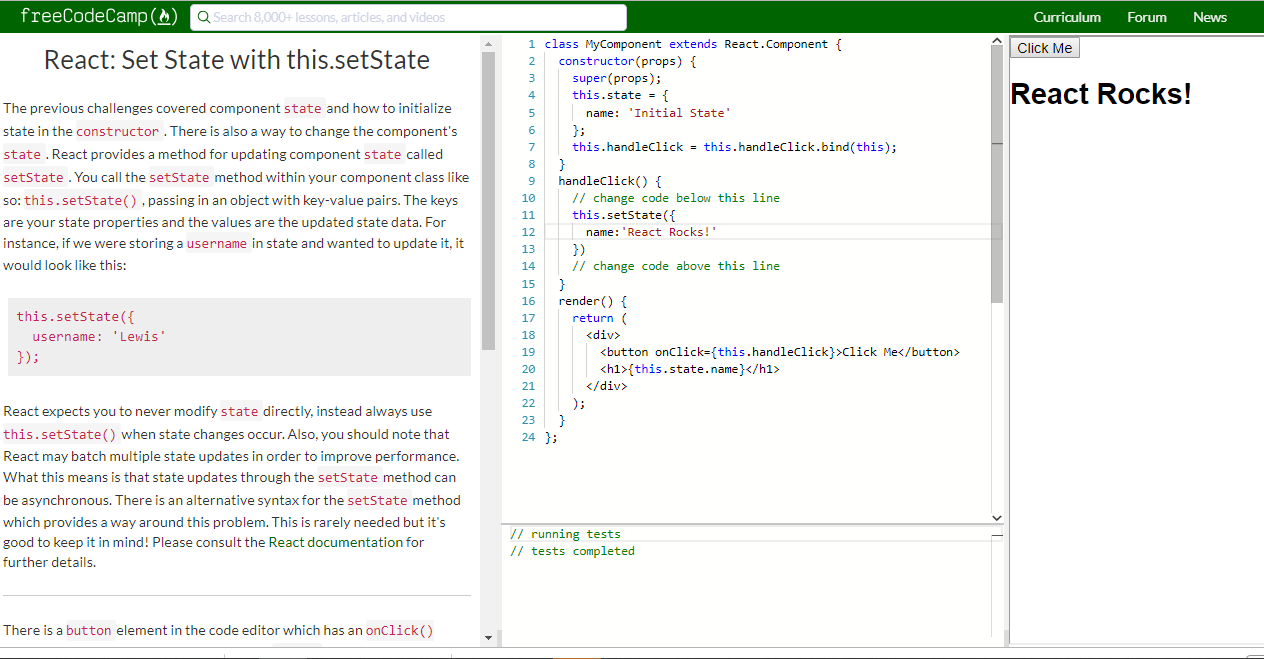 freeCodeCamp
Search 8,000+ lessons, articles, and videos
Curriculum Forum News
React: Set State with this.setState
The previous challenges covered component state and how to initialize
state in the constructor . There is also a way to change the component's
state . React provides a method for updating component state called
setState . You call the setState method within your component class like
so: this.setState() , passing in an object with key-value pairs. The keys
are your state properties and the values are the updated state data. For
instance, if we were storing a username in state and wanted to update it, it
would look like this:
this.setState({
username: 'Lewis'
});
React expects you to never modify state directly, instead always use
this.setState() when state changes occur. Also, you should note that
React may batch multiple state updates in order to improve performance.
What this means is that state updates through the setState method can
be asynchronous. There is an alternative syntax for the setState method
which provides a way around this problem. This is rarely needed but it's
good to keep it in mind! Please consult the React documentation for
further details.
There is a button element in the code editor which has an onClick()
1 class MyComponent extends React.Component {
2 constructor(props) {
3 super(props);
4 this.state = {
5 name: 'Initial State'
6 };
7 this.handleClick = this.handleClick.bind(this);
8 }
9 handleClick() {
10 // change code below this line
11 this.setState({
12 name:'React Rocks!'
13 })
14 // change code above this line
15 }
16 render() {
17 return (
18 <div>
19 <button onClick={this.handleClick}>Click Me</button>
20 <h1>{this.state.name}</h1>
21 </div>
22 );
23 }
24 };
// running tests
// tests completed
Click Me
React Rocks!